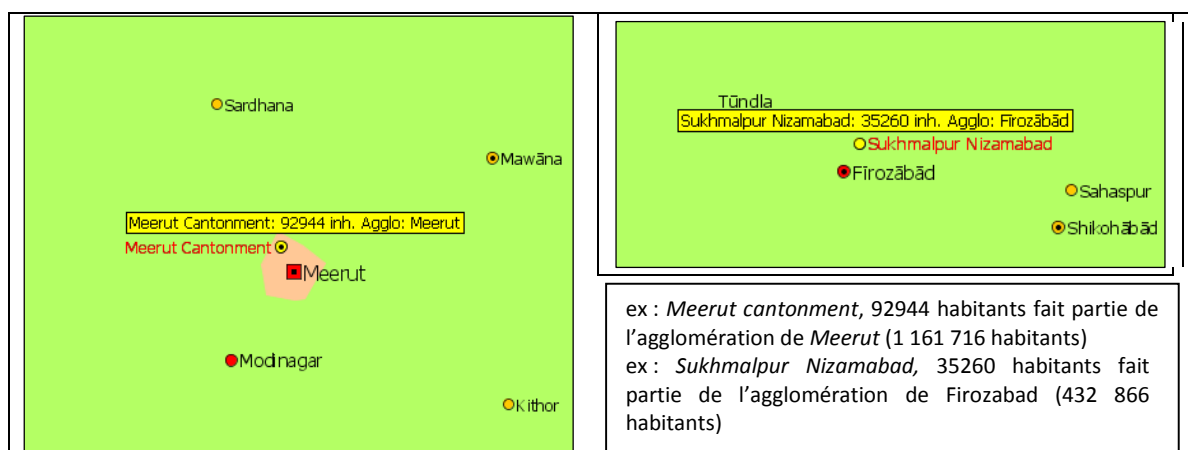 Sardhana
Mawāna
Meerut Cantonment: 92944 inh. Agglo: Meerut
Meerut Cantonment
Meerut
Modinagar
Kithor
Tūndla
Sukhmalpur Nizamabad: 35260 inh. Agglo: Fīrozābād
Sukhmalpur Nizamabad
Fīrozābād
Sahaspur
Shikohābād
ex : Meerut cantonment, 92944 habitants fait partie de
l’agglomération de Meerut (1 161 716 habitants)
ex : Sukhmalpur Nizamabad, 35260 habitants fait
partie de l’agglomération de Firozabad (432 866
habitants)